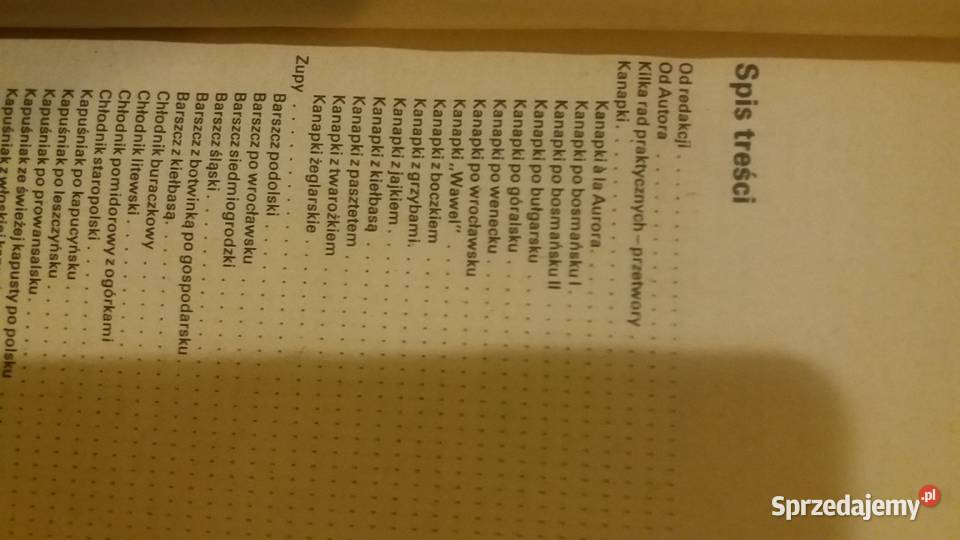 Spis treści
Od redakcji
Od Autora
Kilka rad praktycznych – przetwory
Kanapki
Kanapki à la Aurora
Kanapki po bosmańsku I
Kanapki po bosmańsku II
Kanapki po bułgarsku
Kanapki po góralsku
Kanapki po wenecku
Kanapki po wrocławsku
Kanapki „Wawel”
Kanapki z boczkiem
Kanapki z grzybami
Kanapki z jajkiem
Kanapki z kiełbasą
Kanapki z pasztetem
Kanapki z twarożkiem
Kanapki żeglarskie
Zupy
Barszcz podolski
Barszcz po wrocławsku
Barszcz siedmiogrodzki
Barszcz śląski
Barszcz z botwinką po gospodarsku
Barszcz z kiełbasą
Chłodnik buraczkowy
Chłodnik litewski
Chłodnik pomidorowy z ogórkami
Chłodnik staropolski
Kapuśniak po kapucyńsku
Kapuśniak po leszczyńsku
Kapuśniak po prowansalsku
Kapuśniak ze świeżej kapusty po polsku
Kapuśniak z włoskiej
Sprzedajemy.pl